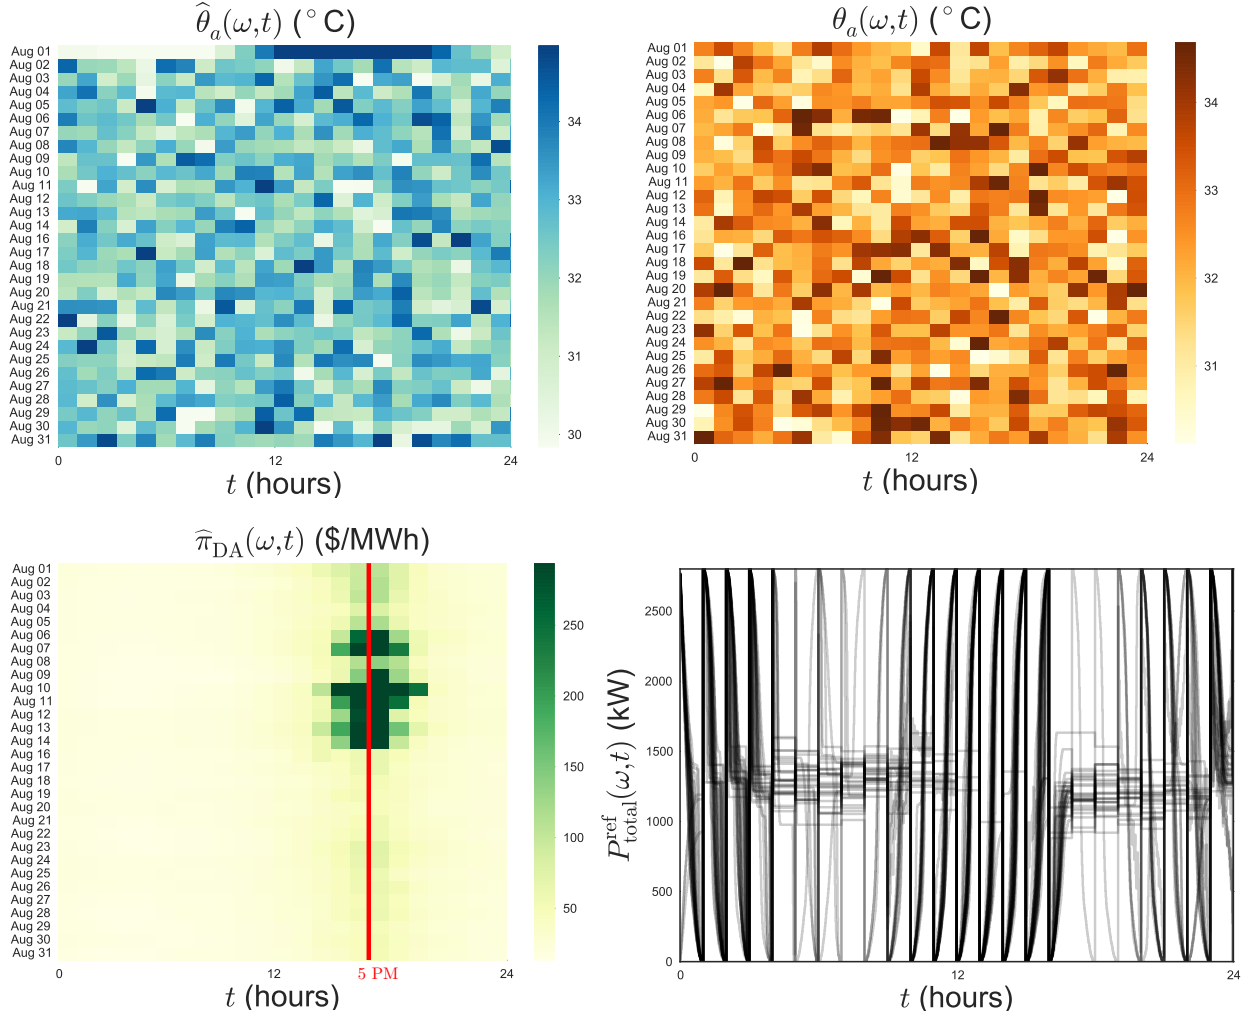 θ̂ₐ(ω,t) (°C)
Aug 01
Aug 02
Aug 03
Aug 04
Aug 05
Aug 06
Aug 07
Aug 08
Aug 09
Aug 10
Aug 11
Aug 12
Aug 13
Aug 14
Aug 16
Aug 17
Aug 18
Aug 19
Aug 20
Aug 21
Aug 22
Aug 23
Aug 24
Aug 25
Aug 26
Aug 27
Aug 28
Aug 29
Aug 30
Aug 31
0 12 24
t (hours)
34
33
32
31
30
θₐ(ω,t) (°C)
Aug 01
Aug 02
Aug 03
Aug 04
Aug 05
Aug 06
Aug 07
Aug 08
Aug 09
Aug 10
Aug 11
Aug 12
Aug 13
Aug 14
Aug 16
Aug 17
Aug 18
Aug 19
Aug 20
Aug 21
Aug 22
Aug 23
Aug 24
Aug 25
Aug 26
Aug 27
Aug 28
Aug 29
Aug 30
Aug 31
0 12 24
t (hours)
34
33
32
31
π̂_DA(ω,t) ($/MWh)
Aug 01
Aug 02
Aug 03
Aug 04
Aug 05
Aug 06
Aug 07
Aug 08
Aug 09
Aug 10
Aug 11
Aug 12
Aug 13
Aug 14
Aug 16
Aug 17
Aug 18
Aug 19
Aug 20
Aug 21
Aug 22
Aug 23
Aug 24
Aug 25
Aug 26
Aug 27
Aug 28
Aug 29
Aug 30
Aug 31
0 12 5 PM 24
t (hours)
250
200
150
100
50
P^ref_total(ω,t) (kW)
2500
2000
1500
1000
500
0
0 12 24
t (hours)